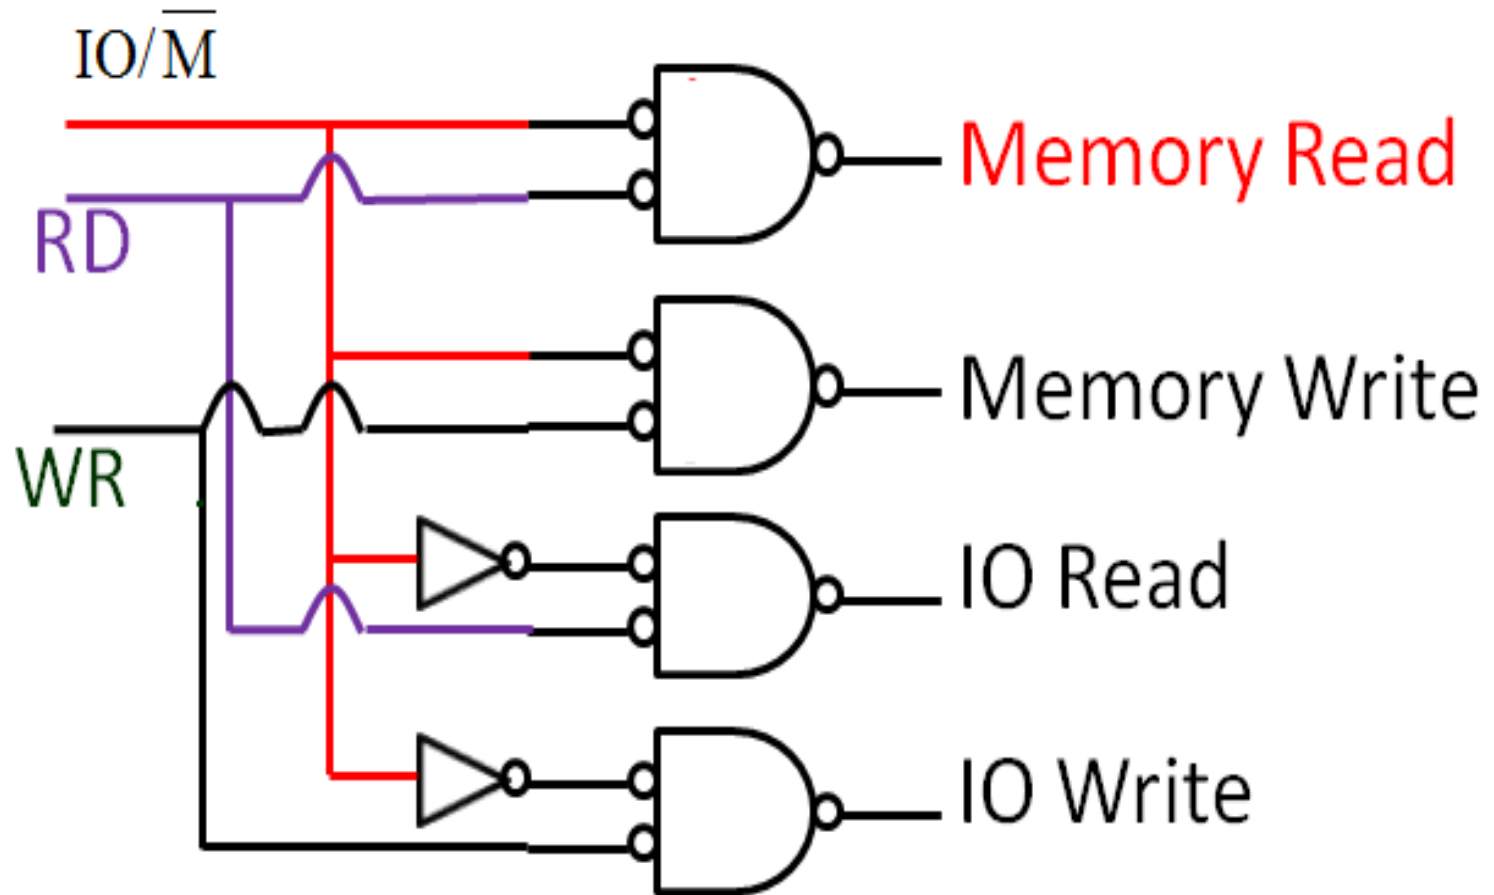 IO/M̅
Memory Read
RD
Memory Write
WR
IO Read
IO Write